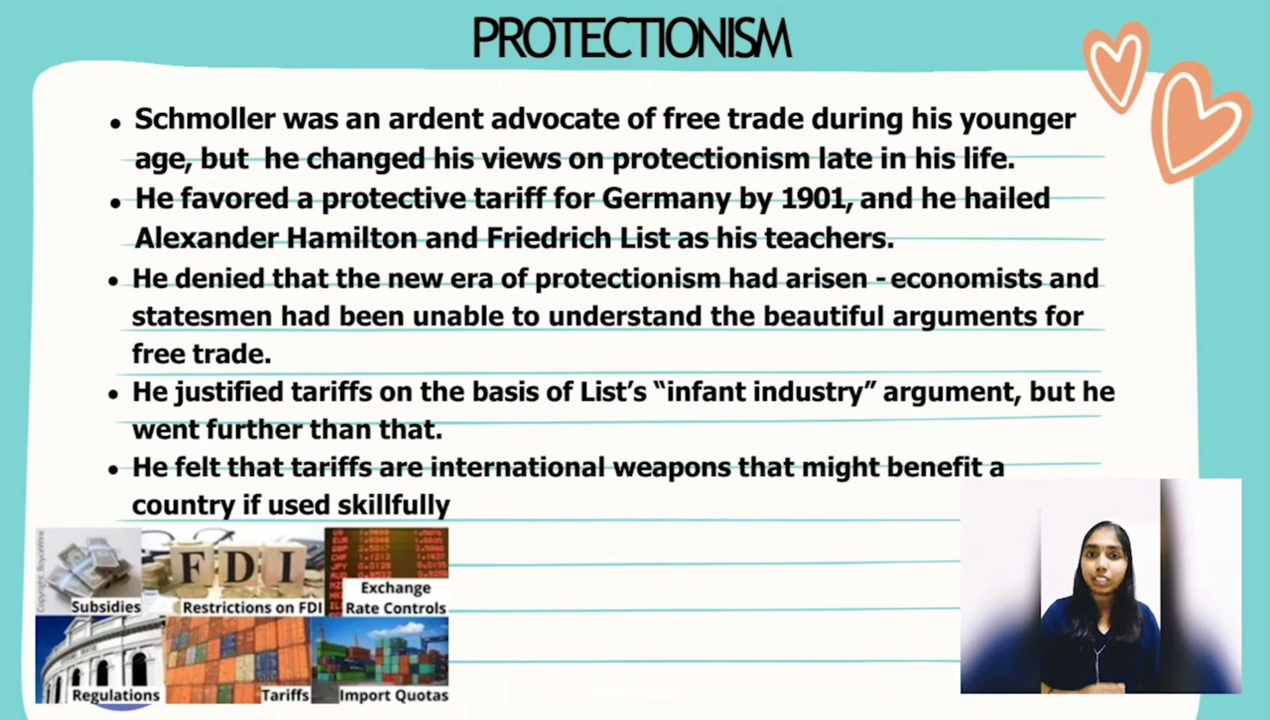 PROTECTIONISM
• Schmoller was an ardent advocate of free trade during his younger
age, but he changed his views on protectionism late in his life.
• He favored a protective tariff for Germany by 1901, and he hailed
Alexander Hamilton and Friedrich List as his teachers.
• He denied that the new era of protectionism had arisen - economists and
statesmen had been unable to understand the beautiful arguments for
free trade.
• He justified tariffs on the basis of List's “infant industry” argument, but he
went further than that.
• He felt that tariffs are international weapons that might benefit a
country if used skillfully
Copyright: BoyceWire
Subsidies
FDI
Restrictions on FDI
Exchange
Rate Controls
Regulations
Tariffs
Import Quotas